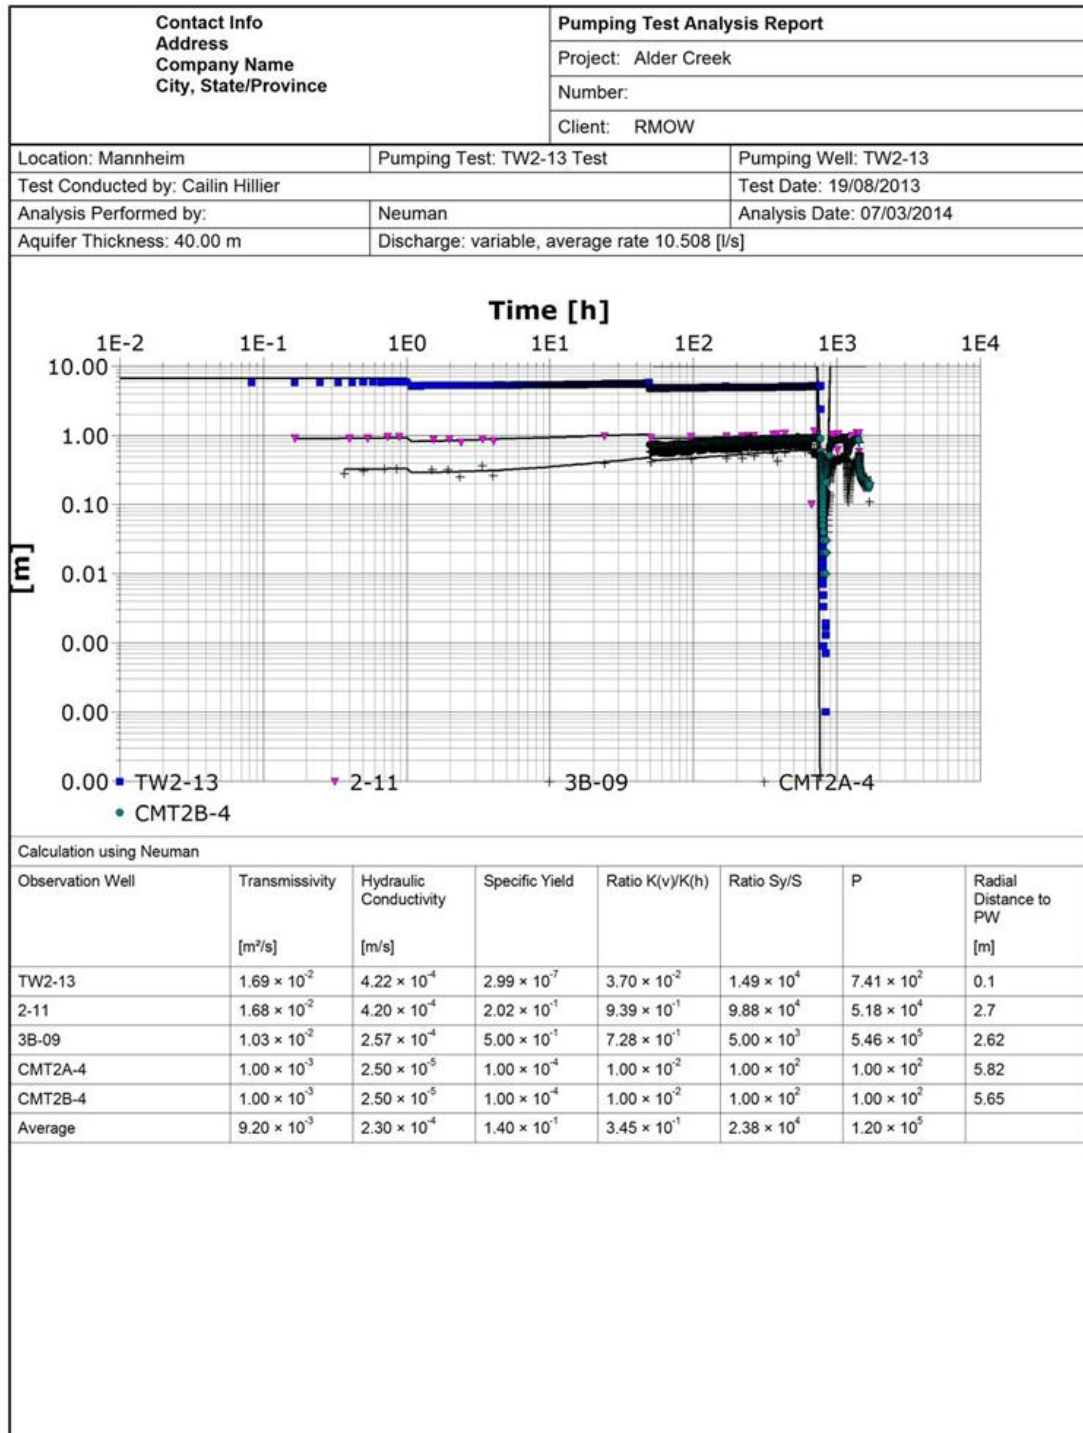 Contact Info
Address
Company Name
City, State/Province
Pumping Test Analysis Report
Project: Alder Creek
Number:
Client: RMOW
Location: Mannheim Pumping Test: TW2-13 Test Pumping Well: TW2-13
Test Conducted by: Cailin Hillier Test Date: 19/08/2013
Analysis Performed by: Neuman Analysis Date: 07/03/2014
Aquifer Thickness: 40.00 m Discharge: variable, average rate 10.508 [l/s]
Time [h]
1E-2 1E-1 1E0 1E1 1E2 1E3 1E4
10.00
1.00
0.10
0.01
0.00
0.00
0.00
[m]
TW2-13 2-11 3B-09 CMT2A-4
CMT2B-4
Calculation using Neuman
Observation Well Transmissivity Hydraulic Conductivity Specific Yield Ratio K(v)/K(h) Ratio Sy/S P Radial Distance to PW
[m²/s] [m/s] [m]
TW2-13 1.69 × 10⁻² 4.22 × 10⁻⁴ 2.99 × 10⁻⁷ 3.70 × 10⁻² 1.49 × 10⁴ 7.41 × 10² 0.1
2-11 1.68 × 10⁻² 4.20 × 10⁻⁴ 2.02 × 10⁻¹ 9.39 × 10⁻¹ 9.88 × 10⁴ 5.18 × 10⁴ 2.7
3B-09 1.03 × 10⁻² 2.57 × 10⁻⁴ 5.00 × 10⁻¹ 7.28 × 10⁻¹ 5.00 × 10³ 5.46 × 10⁵ 2.62
CMT2A-4 1.00 × 10⁻³ 2.50 × 10⁻⁵ 1.00 × 10⁻⁴ 1.00 × 10⁻² 1.00 × 10² 1.00 × 10² 5.82
CMT2B-4 1.00 × 10⁻³ 2.50 × 10⁻⁵ 1.00 × 10⁻⁴ 1.00 × 10⁻² 1.00 × 10² 1.00 × 10² 5.65
Average 9.20 × 10⁻³ 2.30 × 10⁻⁴ 1.40 × 10⁻¹ 3.45 × 10⁻¹ 2.38 × 10⁴ 1.20 × 10⁵